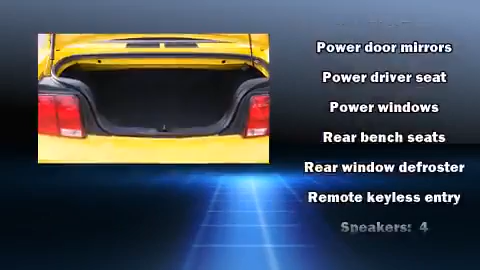 Power door mirrors
Power driver seat
Power windows
Rear bench seats
Rear window defroster
Remote keyless entry
Speakers: 4